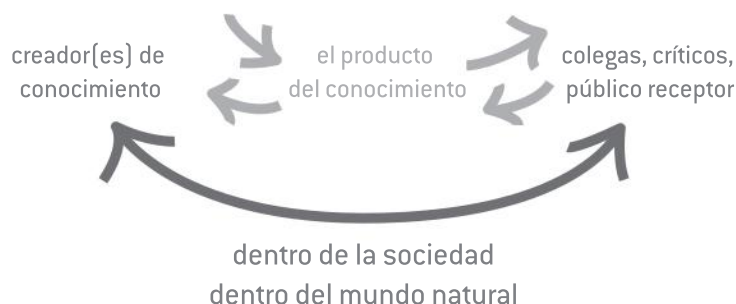 creador(es) de
conocimiento
el producto
del conocimiento
colegas, críticos,
público receptor
dentro de la sociedad
dentro del mundo natural